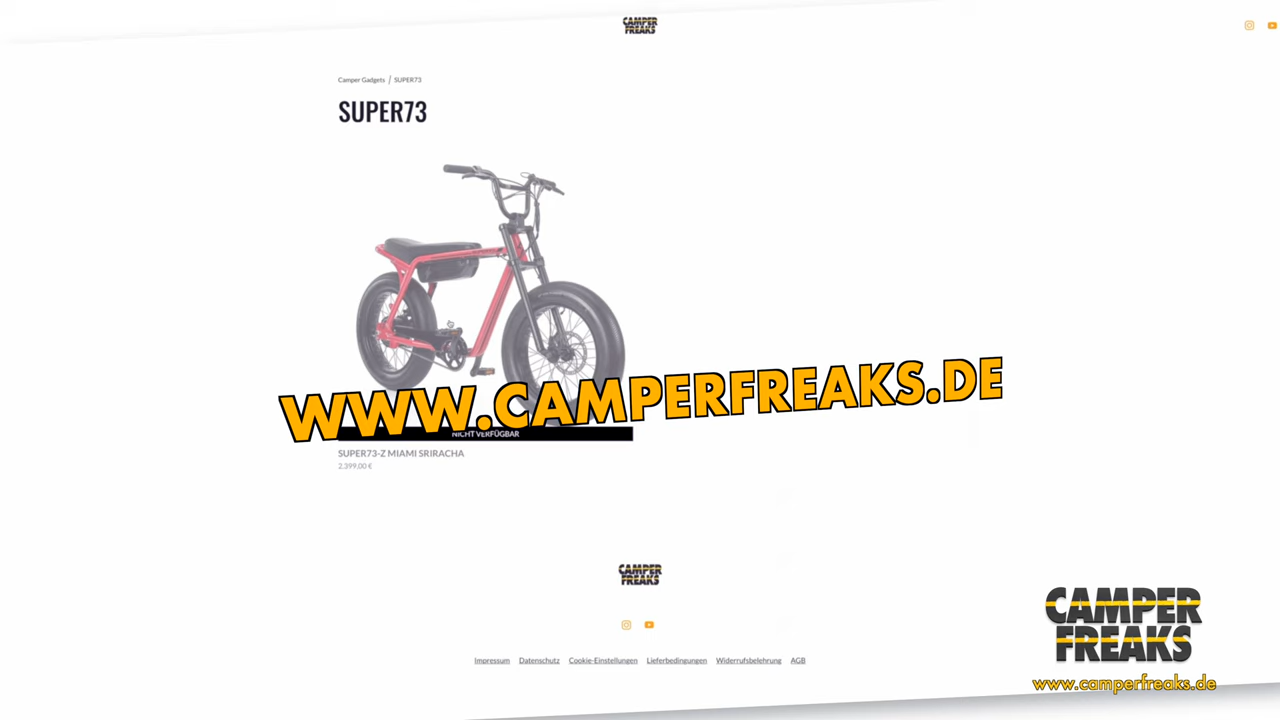 CAMPER
FREAKS
Camper Gadgets / SUPER73
SUPER73
WWW.CAMPERFREAKS.DE
NICHT VERFÜGBAR
SUPER73-Z MIAMI SRIRACHA
2.399,00 €
CAMPER
FREAKS
Impressum Datenschutz Cookie-Einstellungen Lieferbedingungen Widerrufsbelehrung AGB
CAMPER
FREAKS
www.camperfreaks.de